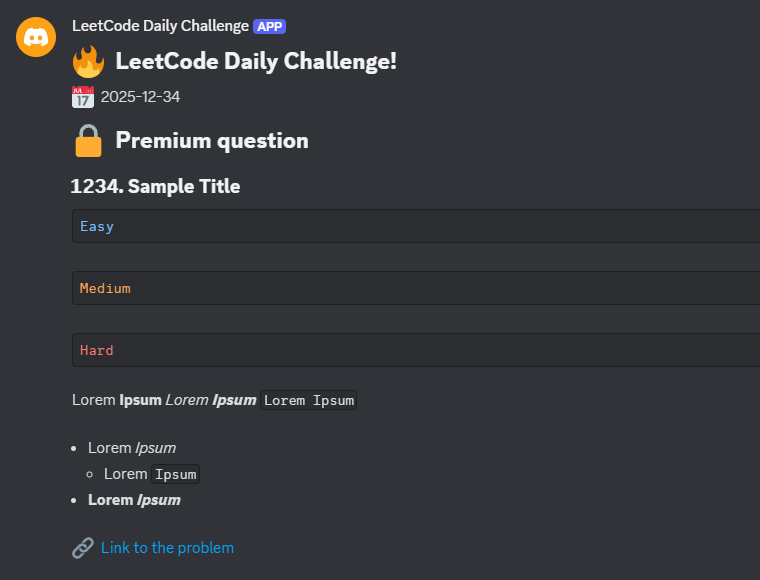 LeetCode Daily Challenge APP
🔥 LeetCode Daily Challenge!
📅 2025-12-34
🔒 Premium question
1234. Sample Title
Easy
Medium
Hard
Lorem Ipsum Lorem Ipsum Lorem Ipsum
• Lorem Ipsum
◦ Lorem Ipsum
• Lorem Ipsum
🔗 Link to the problem